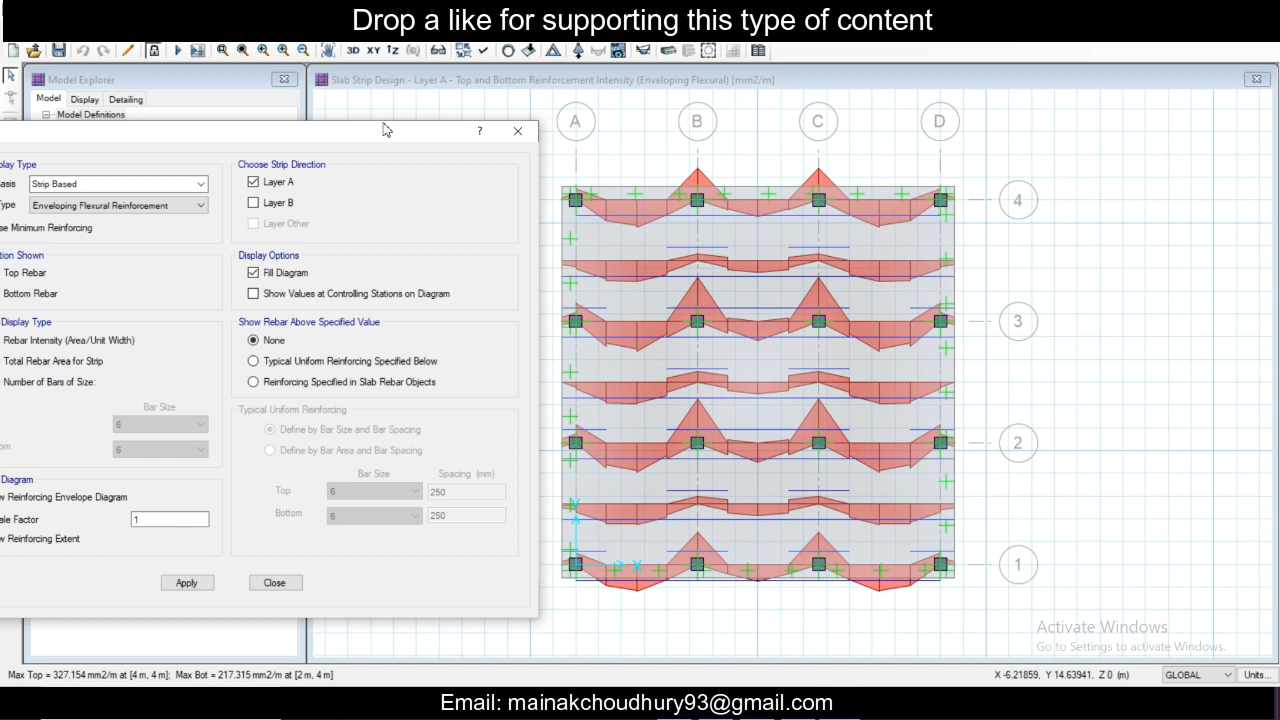 Drop a like for supporting this type of content
3D XY
Model Explorer
Slab Strip Design - Layer A - Top and Bottom Reinforcement Intensity (Enveloping Flexural) [mm2/m]
Model Display Detailing
Model Definitions
A B C D
?
play Type
Choose Strip Direction
asis Strip Based
Layer A
ype Enveloping Flexural Reinforcement
Layer B
se Minimum Reinforcing
Layer Other
4
tion Shown
Display Options
Top Rebar
Fill Diagram
Bottom Rebar
Show Values at Controlling Stations on Diagram
Display Type
Show Rebar Above Specified Value
3
Rebar Intensity (Area/Unit Width)
None
Total Rebar Area for Strip
Typical Uniform Reinforcing Specified Below
Number of Bars of Size:
Reinforcing Specified in Slab Rebar Objects
Bar Size
Typical Uniform Reinforcing
6
Define by Bar Size and Bar Spacing
om 6
Define by Bar Area and Bar Spacing
2
Diagram
Bar Size Spacing (mm)
w Reinforcing Envelope Diagram
Top 6 250
ale Factor 1
Bottom 6 250
w Reinforcing Extent
Y
X
1
Apply Close
Activate Windows
Go to Settings to activate Windows.
Max Top = 327.154 mm2/m at [4 m, 4 m]; Max Bot = 217.315 mm2/m at [2 m, 4 m]
X -6.21859, Y 14.63941, Z 0 (m)
GLOBAL
Units...
Email: mainakchoudhury93@gmail.com